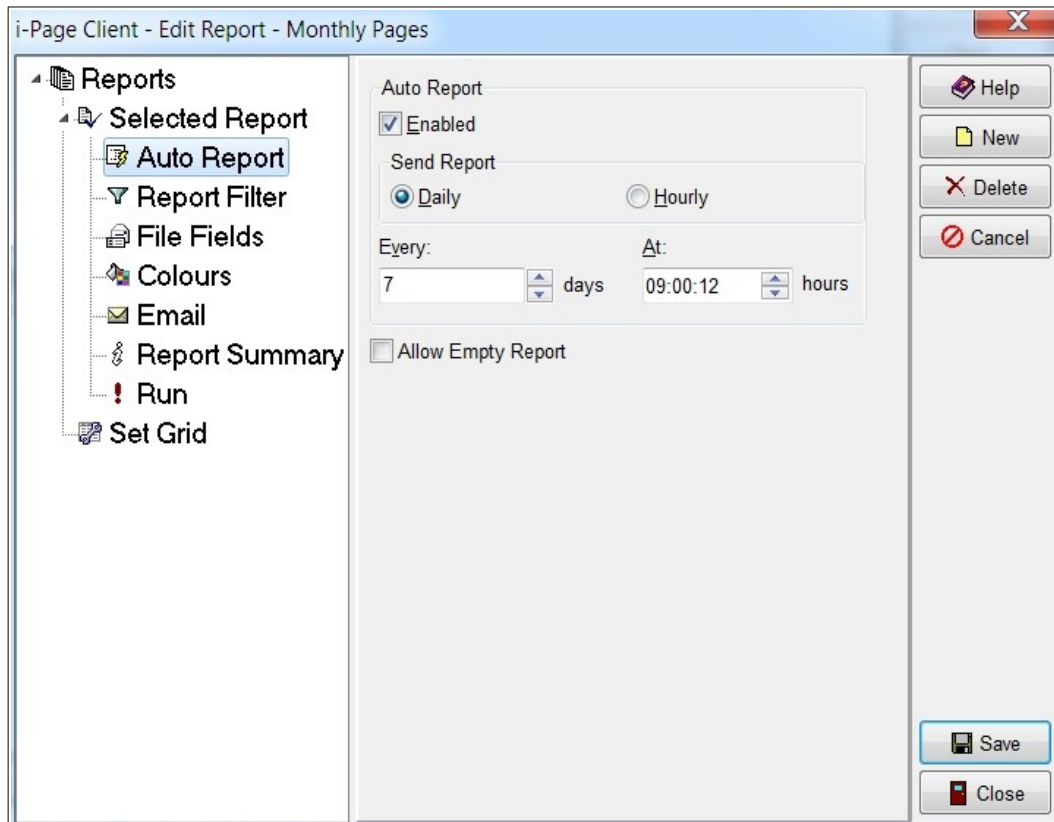 i-Page Client - Edit Report - Monthly Pages
X
Reports
Selected Report
Auto Report
Report Filter
File Fields
Colours
Email
Report Summary
Run
Set Grid
Auto Report
Enabled
Send Report
Daily
Hourly
Every:
At:
7
days
09:00:12
hours
Allow Empty Report
Help
New
Delete
Cancel
Save
Close